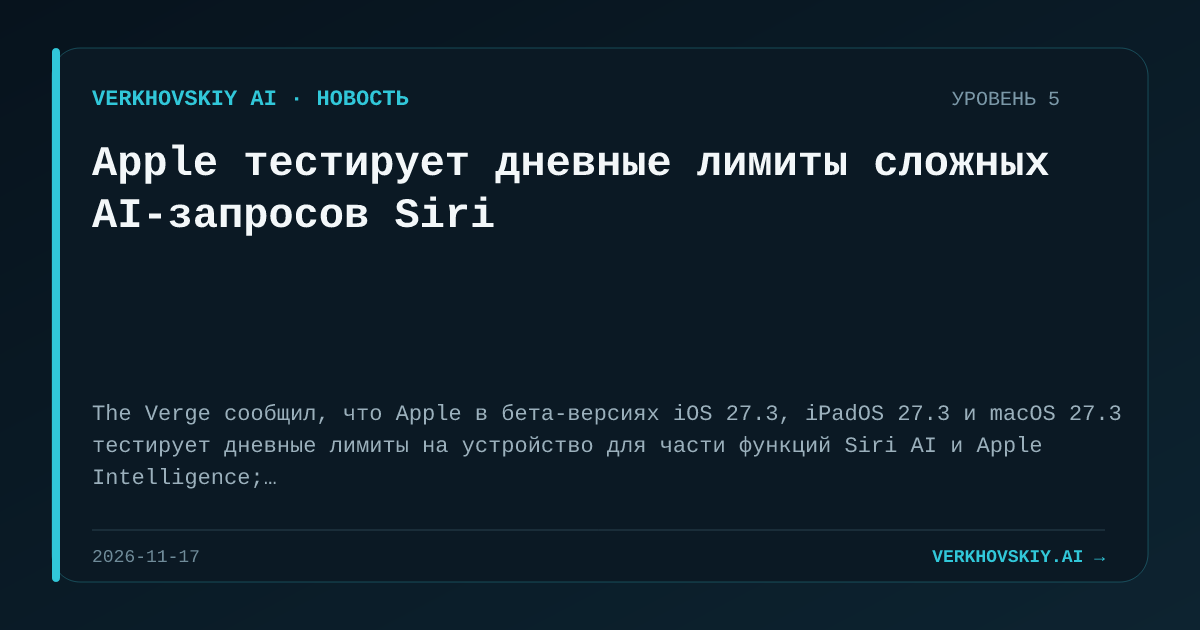 VERKHOVSKIY AI · НОВОСТЬ
УРОВЕНЬ 5
Apple тестирует дневные лимиты сложных
AI-запросов Siri
The Verge сообщил, что Apple в бета-версиях iOS 27.3, iPadOS 27.3 и macOS 27.3
тестирует дневные лимиты на устройство для части функций Siri AI и Apple
Intelligence;…
2026-11-17
VERKHOVSKIY.AI →